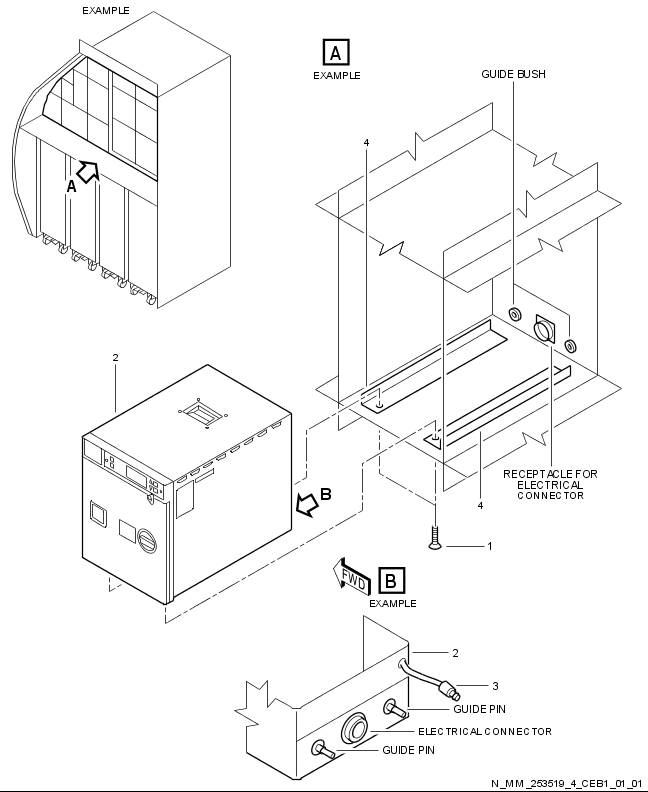 EXAMPLE
A
EXAMPLE
GUIDE BUSH
4
A
2
B
RECEPTACLE FOR
ELECTRICAL
CONNECTOR
4
1
FWD
B
EXAMPLE
2
3
GUIDE PIN
ELECTRICAL CONNECTOR
GUIDE PIN
N_MM_253519_4_CEB1_01_01